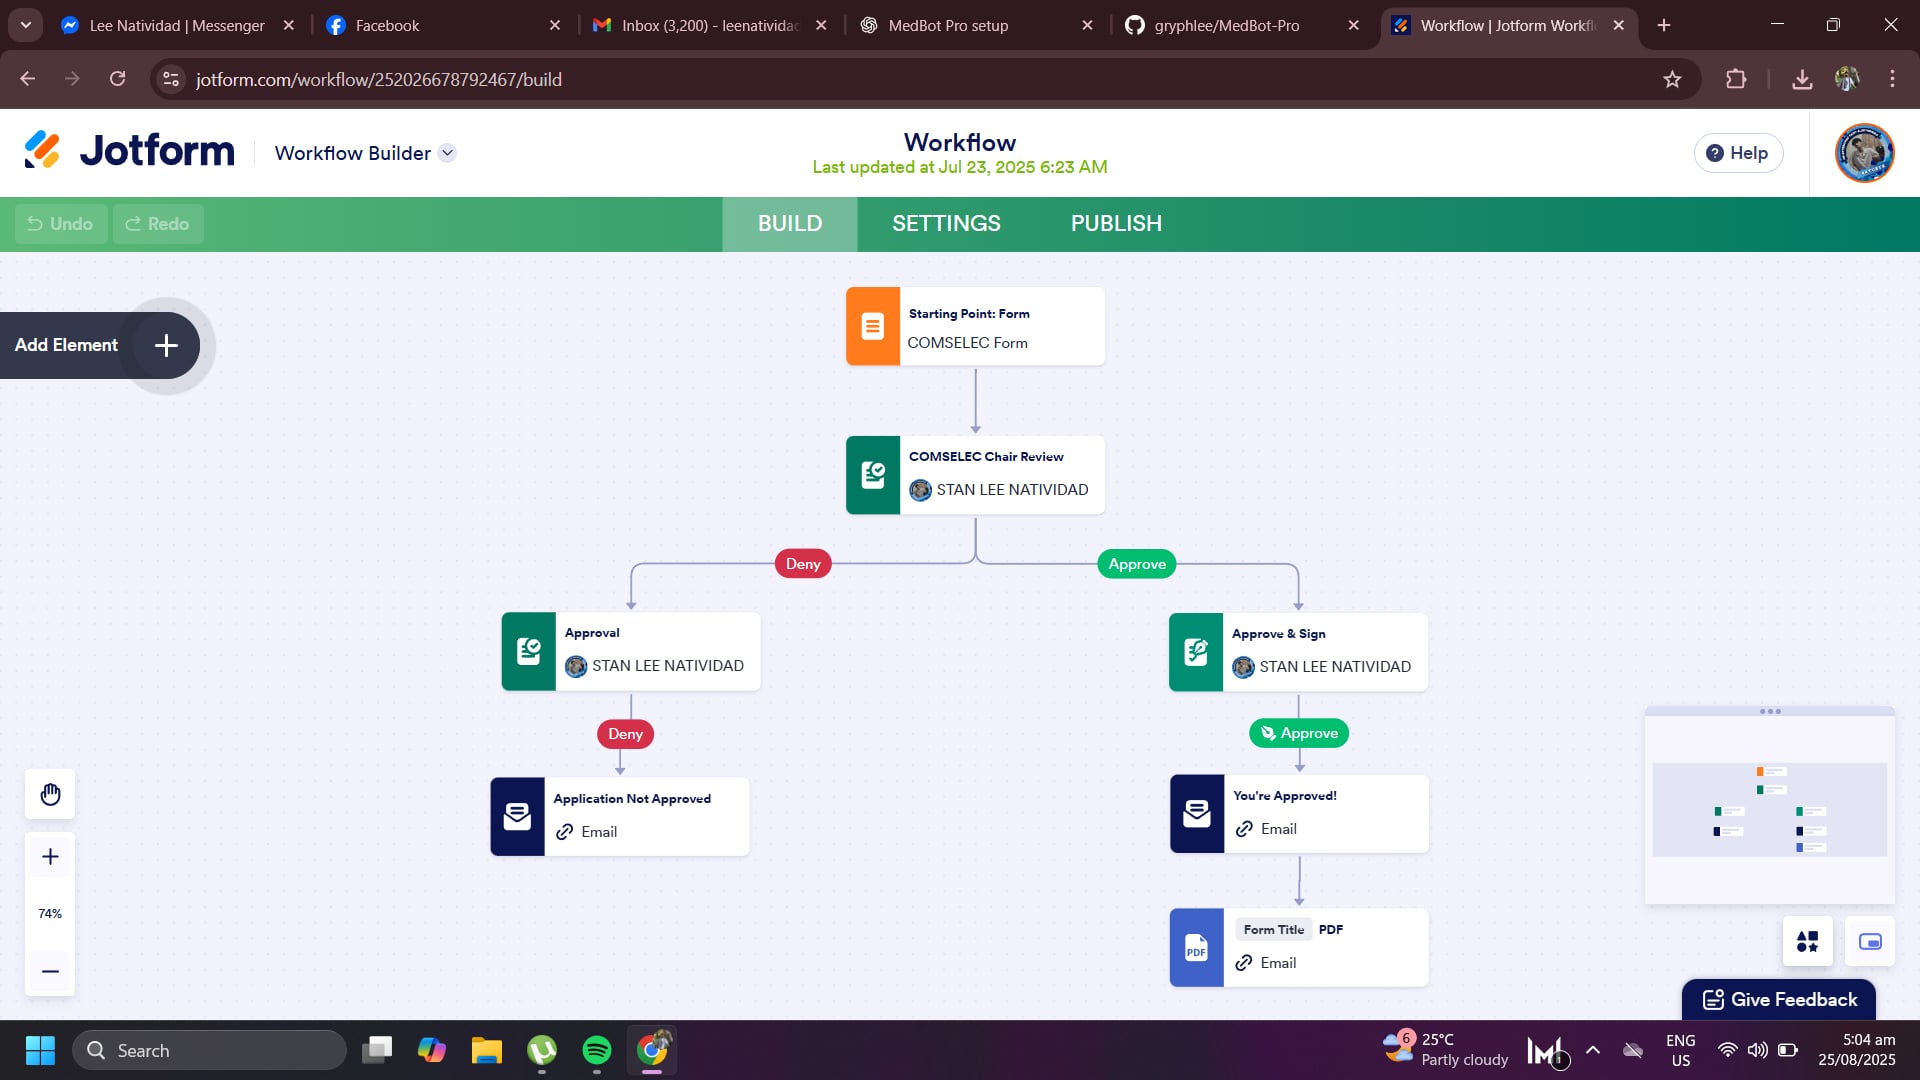 Lee Natividad | Messenger
Facebook
Inbox (3,200) - leenatividad
MedBot Pro setup
gryphlee/MedBot-Pro
Workflow | Jotform Workfl
jotform.com/workflow/252026678792467/build
Jotform
Workflow Builder
Workflow
Last updated at Jul 23, 2025 6:23 AM
Help
Undo
Redo
BUILD
SETTINGS
PUBLISH
Add Element
Starting Point: Form
COMSELEC Form
COMSELEC Chair Review
STAN LEE NATIVIDAD
Deny
Approve
Approval
STAN LEE NATIVIDAD
Approve & Sign
STAN LEE NATIVIDAD
Deny
Approve
Application Not Approved
Email
You're Approved!
Email
PDF
Form Title PDF
Email
74%
Give Feedback
Search
6
25°C
Partly cloudy
1
ENG
US
5:04 am
25/08/2025